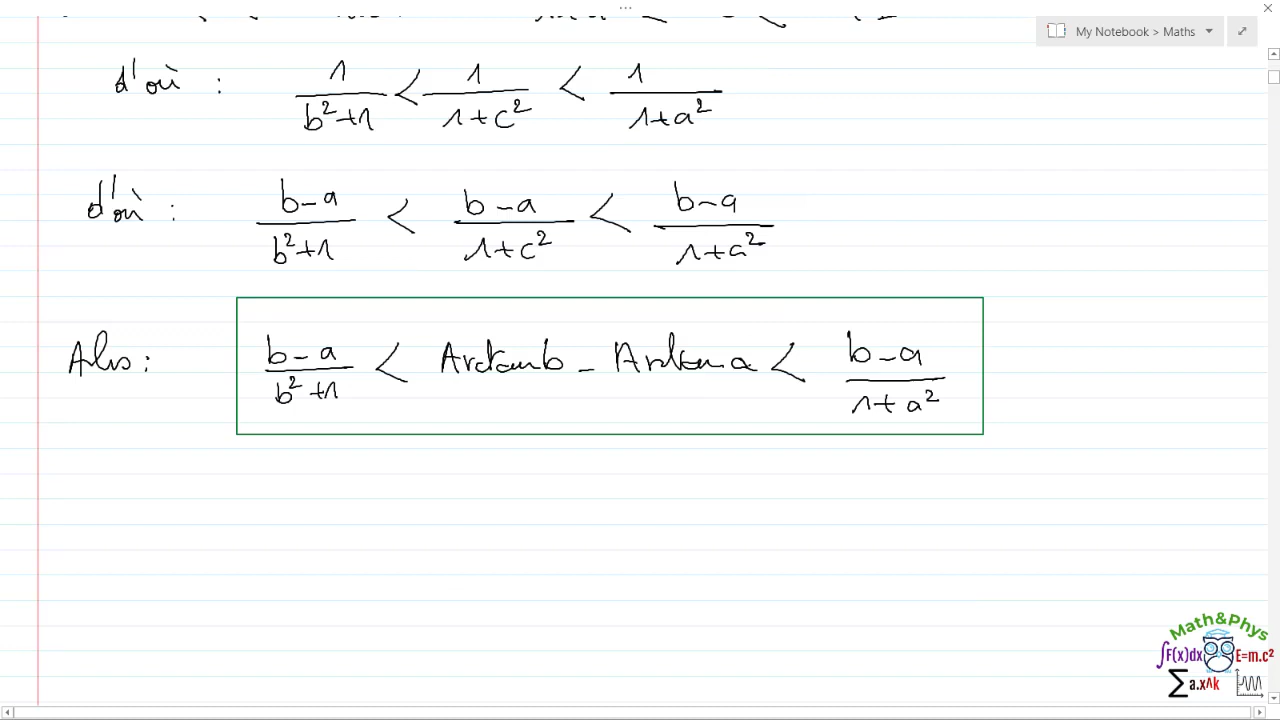 My Notebook > Maths
d'où : 1/(b²+1) < 1/(1+c²) < 1/(1+a²)
d'où : (b-a)/(b²+1) < (b-a)/(1+c²) < (b-a)/(1+a²)
Alors : (b-a)/(b²+1) < Arctan b - Arctan a < (b-a)/(1+a²)
Math&Phys
∫F(x)dx E=m.c²
∑ a.x^k